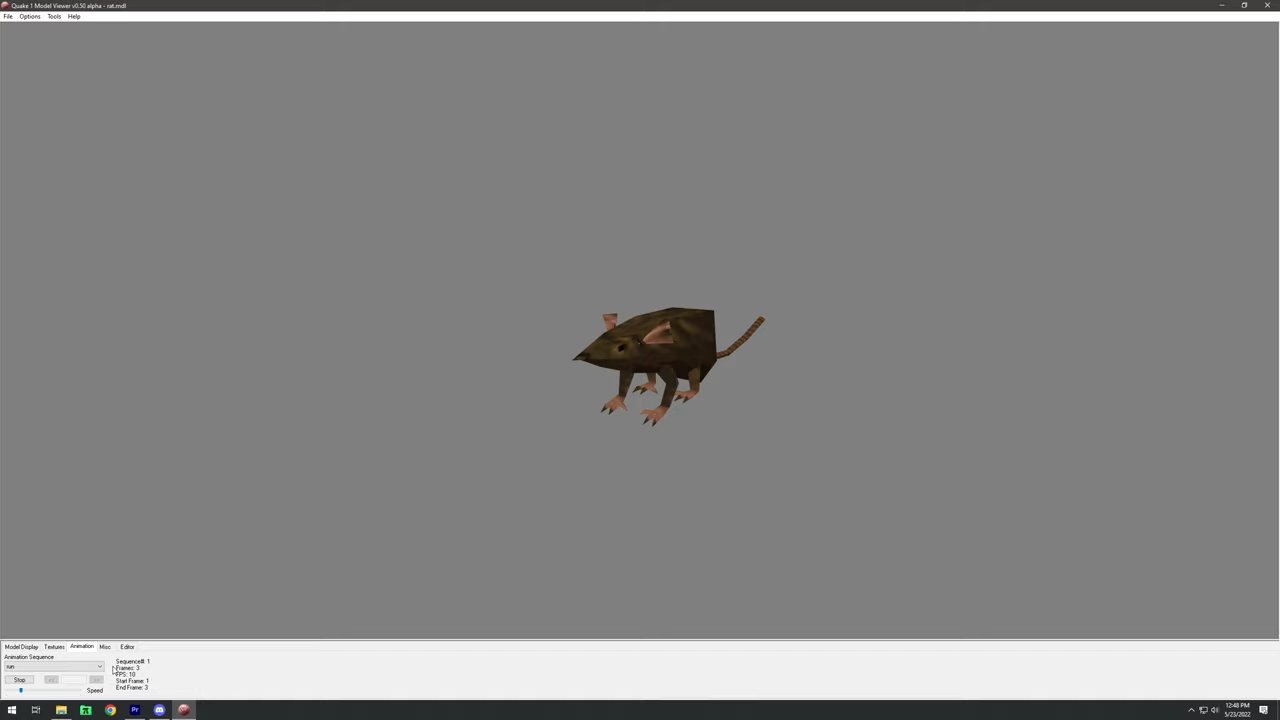 Quake 1 Model Viewer v0.50 alpha - rat.mdl
File Options Tools Help
Model Display Textures Animation Misc Editor
Animation Sequence
run
Stop << >>
Speed
Sequence#: 1
Frames: 3
FPS: 10
Start Frame: 1
End Frame: 3
Pr
12:48 PM
5/23/2022